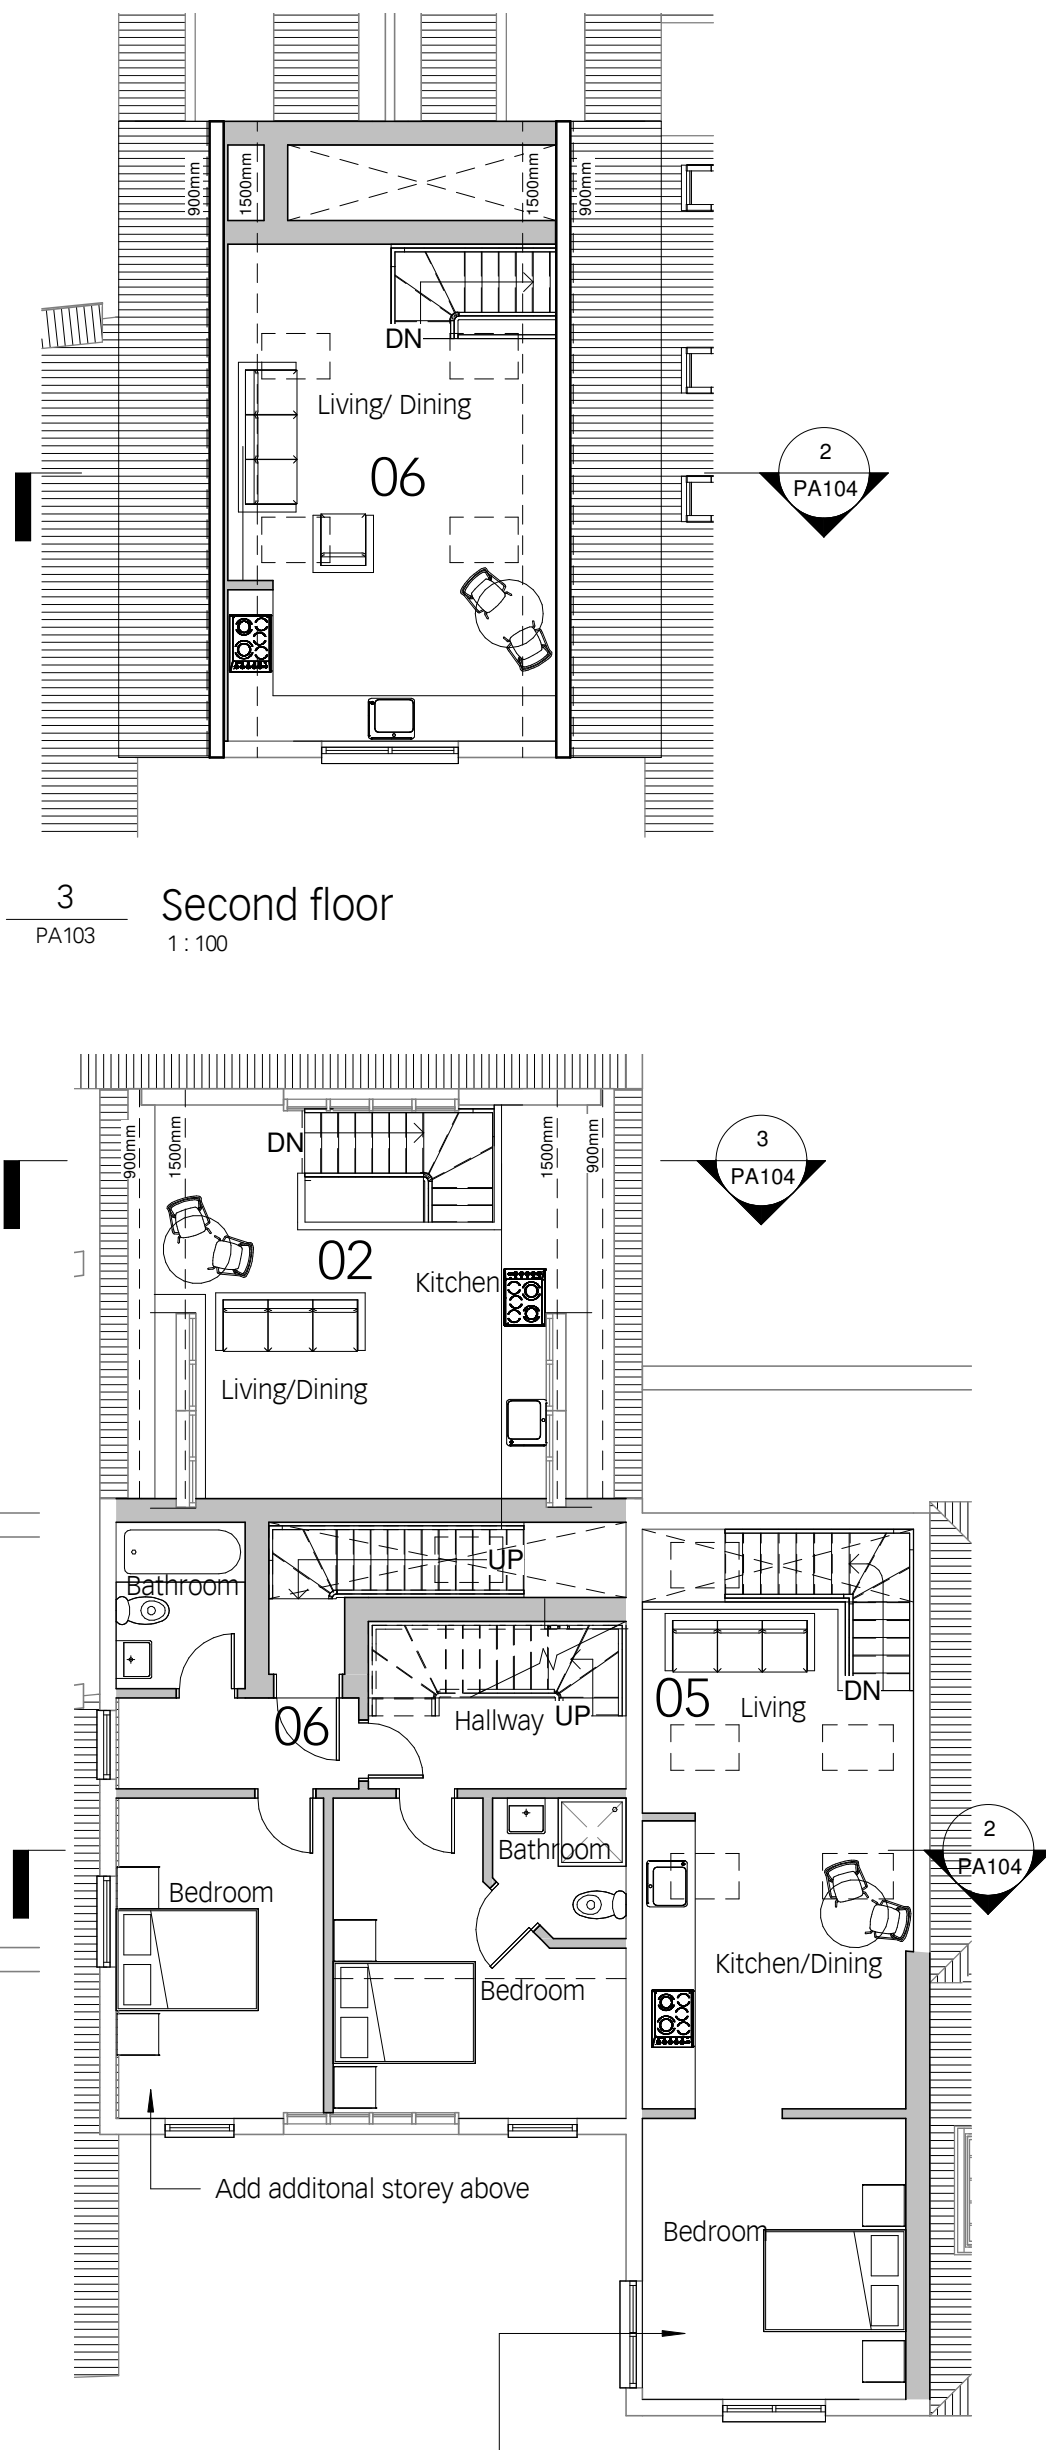 900mm
1500mm
1500mm
900mm
DN
Living/ Dining
06
2
PA104
3
PA103
Second floor
1 : 100
900mm
1500mm
1500mm
900mm
DN
3
PA104
02
Kitchen
Living/Dining
UP
Bathroom
DN
05
Living
06
Hallway
UP
Bathroom
2
PA104
Bedroom
Kitchen/Dining
Bedroom
Add additonal storey above
Bedroom